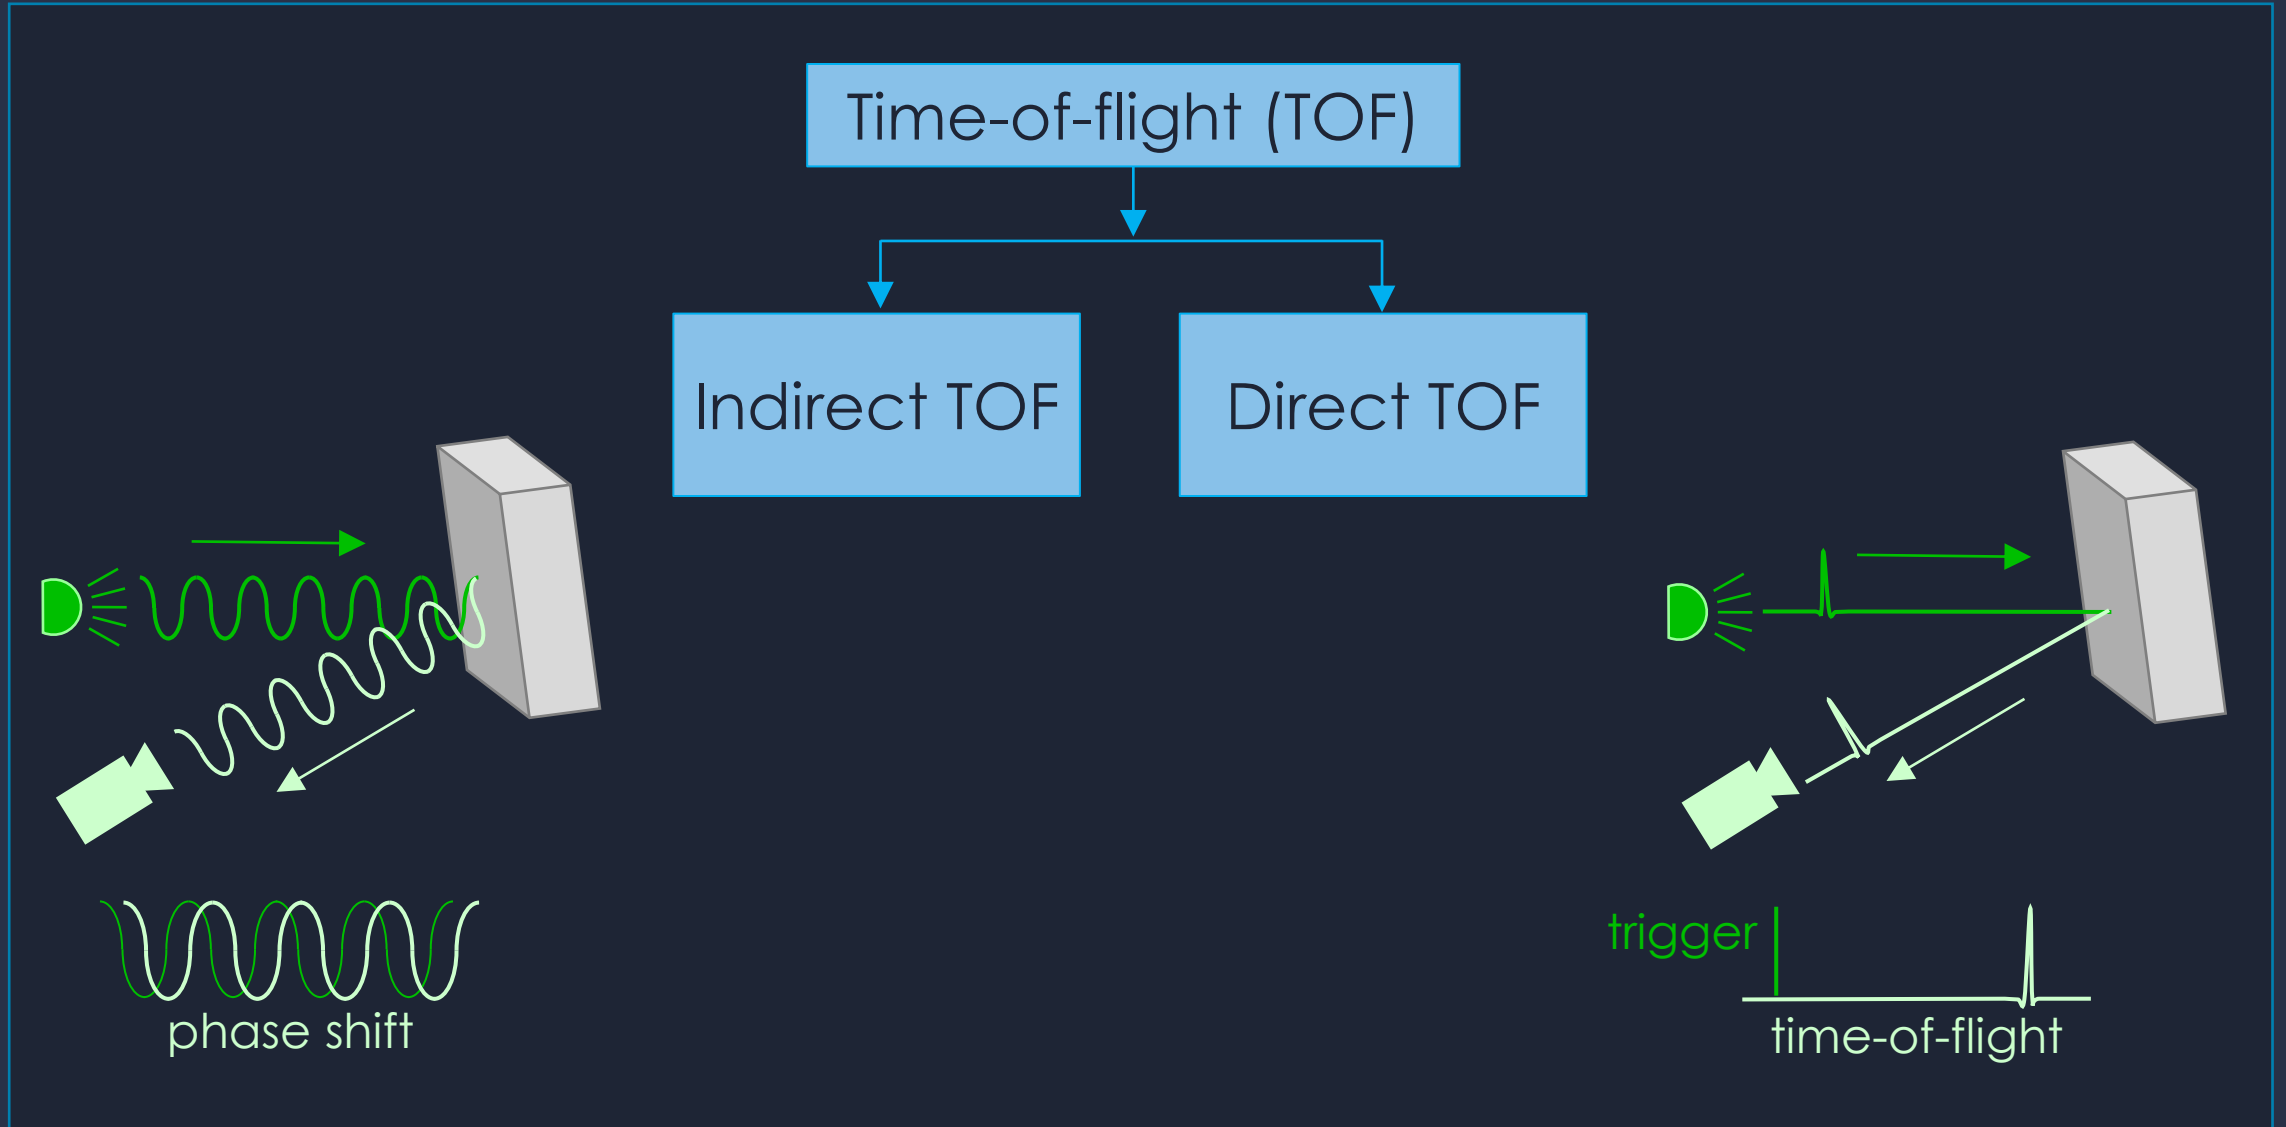 Time-of-flight (TOF)
Indirect TOF
Direct TOF
phase shift
trigger
time-of-flight